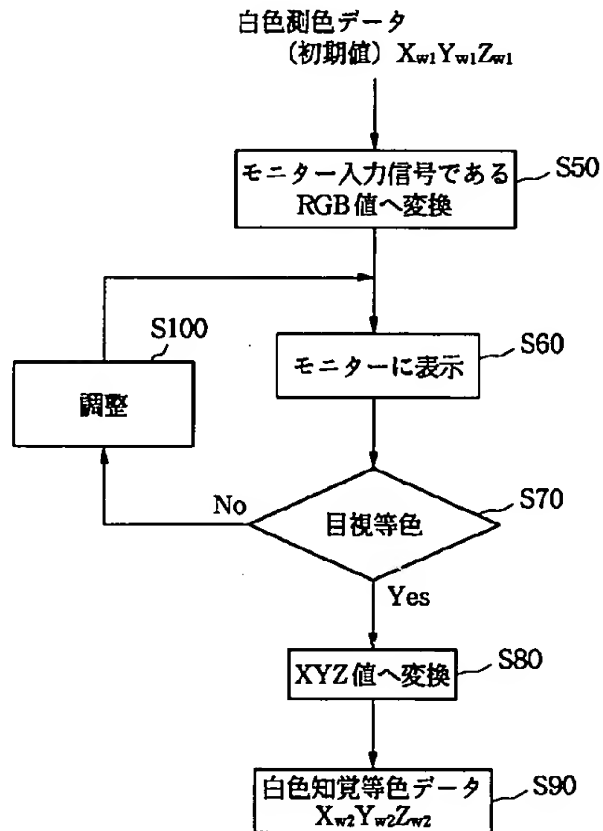 白色測色データ
(初期値) Xw1Yw1Zw1
モニター入力信号である
RGB値へ変換
S50
S100
調整
モニターに表示
S60
No
目視等色
S70
Yes
XYZ値へ変換
S80
白色知覚等色データ
Xw2Yw2Zw2
S90